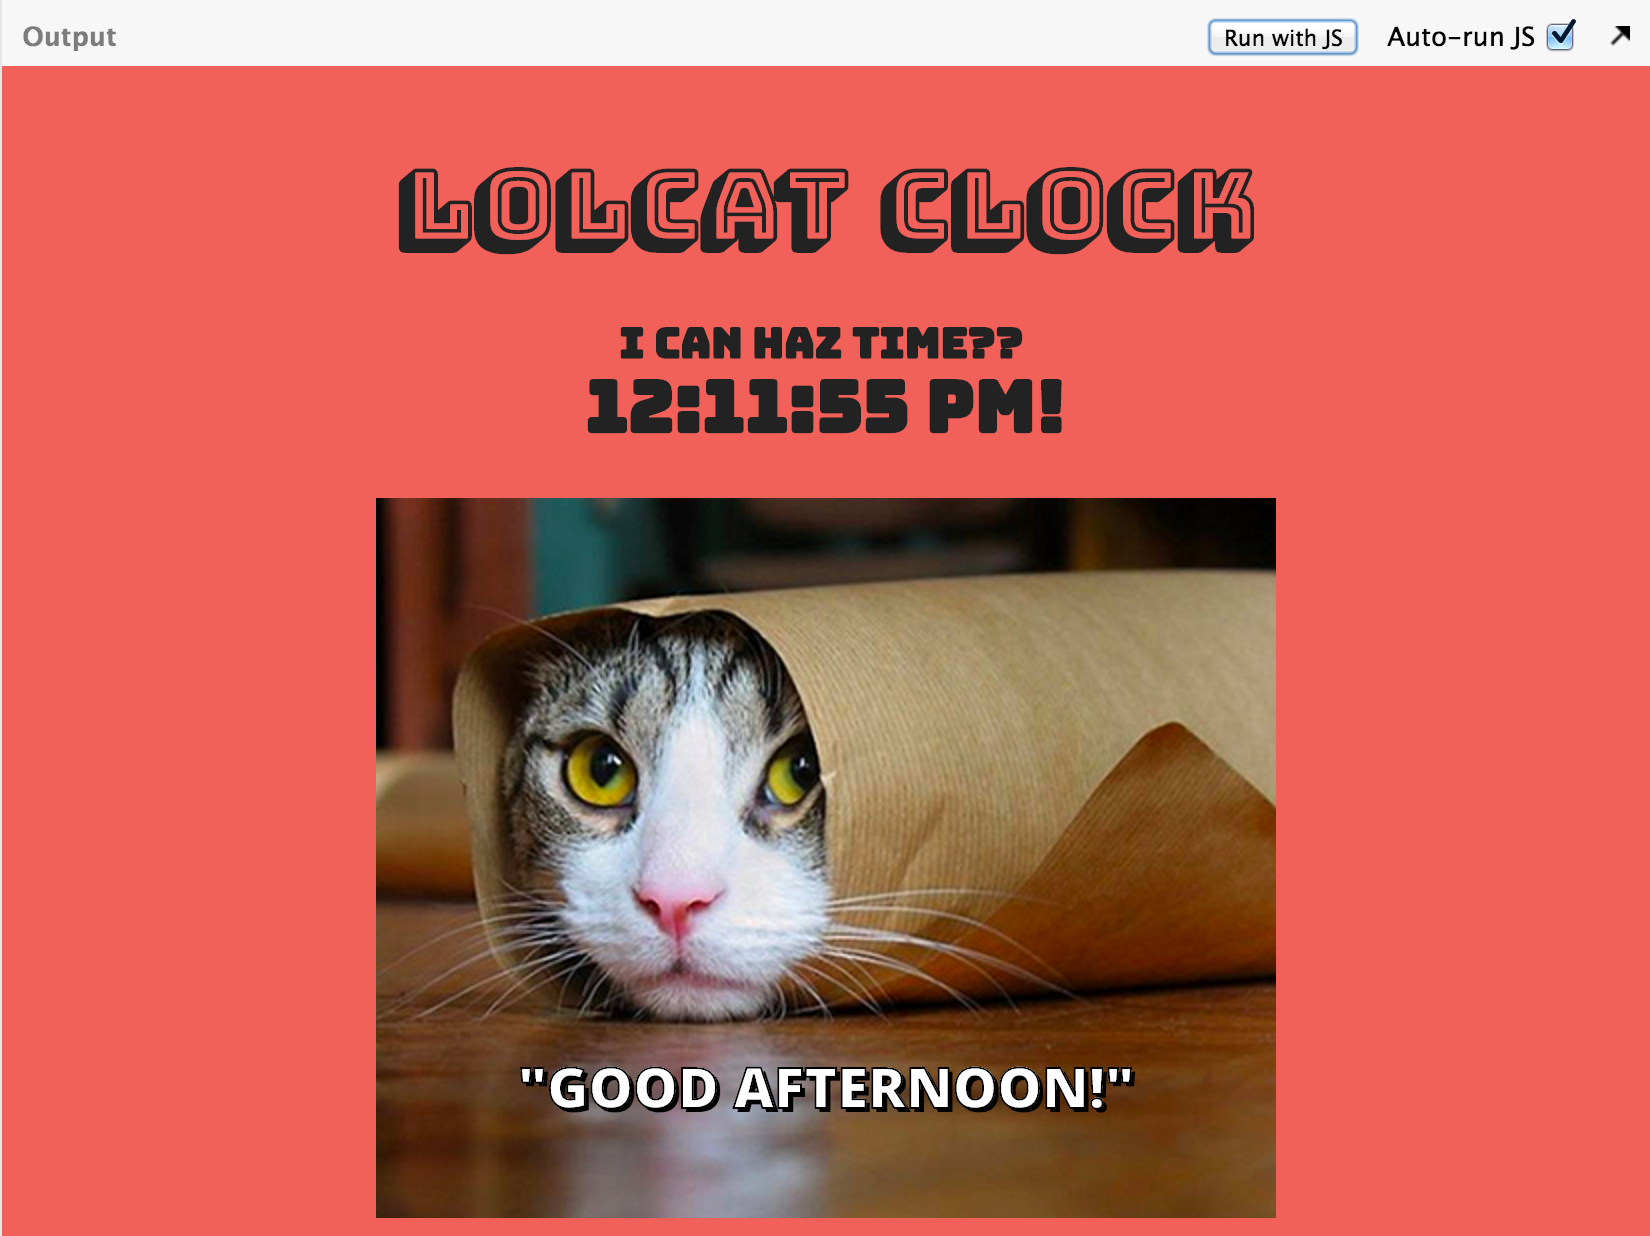 Output
Run with JS
Auto-run JS
LOLCAT CLOCK
I CAN HAZ TIME??
12:11:55 PM!
"GOOD AFTERNOON!"